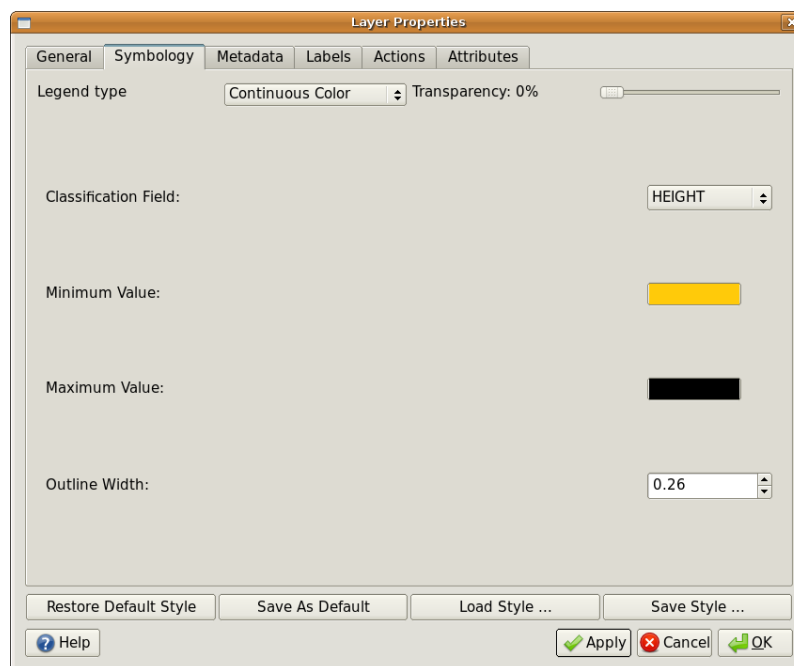 Layer Properties
General Symbology Metadata Labels Actions Attributes
Legend type Continuous Color Transparency: 0%
Classification Field: HEIGHT
Minimum Value:
Maximum Value:
Outline Width: 0.26
Restore Default Style Save As Default Load Style ... Save Style ...
Help Apply Cancel OK